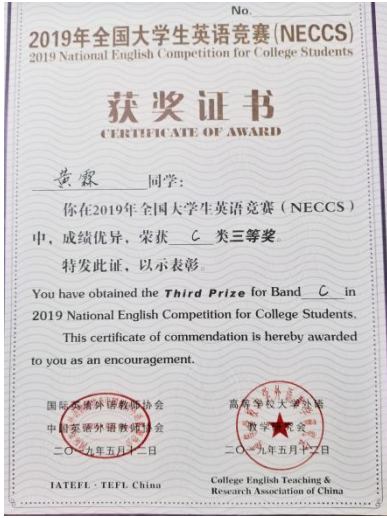 No.
2019年全国大学生英语竞赛(NECCS)
2019 National English Competition for College Students
获奖证书
CERTIFICATE OF AWARD
黄霖 同学:
你在2019年全国大学生英语竞赛（NECCS）
中，成绩优异，荣获 C 类三等奖。
特发此证，以示表彰。
You have obtained the Third Prize for Band C in
2019 National English Competition for College Students.
This certificate of commendation is hereby awarded
to you as an encouragement.
国际英语外语教师协会
中国英语外语教师协会
二〇一九年五月十二日
IATEFL · TEFL China
高等学校大学外语
教学研究会
二〇一九年五月十二日
College English Teaching &
Research Association of China